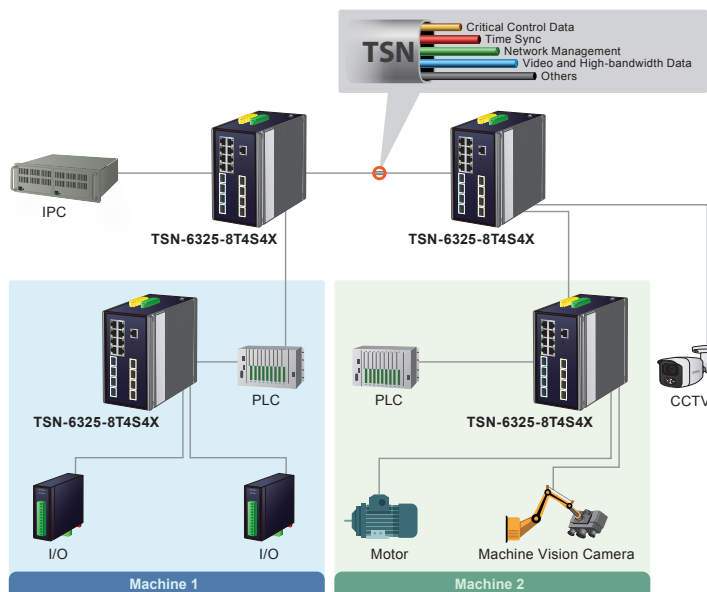 TSN
Critical Control Data
Time Sync
Network Management
Video and High-bandwidth Data
Others
IPC
TSN-6325-8T4S4X
TSN-6325-8T4S4X
PLC
PLC
CCTV
TSN-6325-8T4S4X
TSN-6325-8T4S4X
I/O
I/O
Motor
Machine Vision Camera
Machine 1
Machine 2